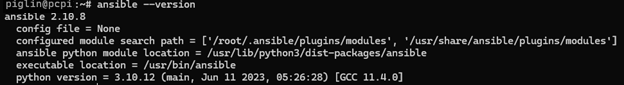 piglin@pcpi:~# ansible --version
ansible 2.10.8
  config file = None
  configured module search path = ['/root/.ansible/plugins/modules', '/usr/share/ansible/plugins/modules']
  ansible python module location = /usr/lib/python3/dist-packages/ansible
  executable location = /usr/bin/ansible
  python version = 3.10.12 (main, Jun 11 2023, 05:26:28) [GCC 11.4.0]